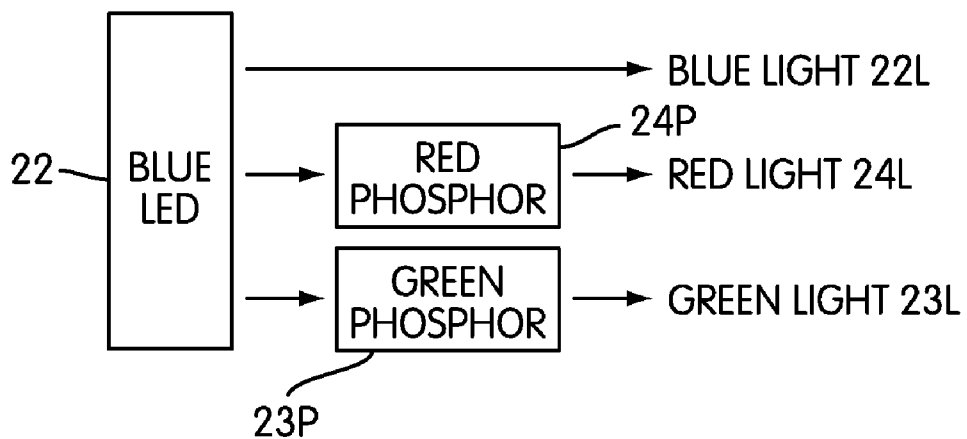 BLUE LIGHT 22L
24P
22
BLUE
LED
RED
PHOSPHOR
RED LIGHT 24L
GREEN
PHOSPHOR
GREEN LIGHT 23L
23P